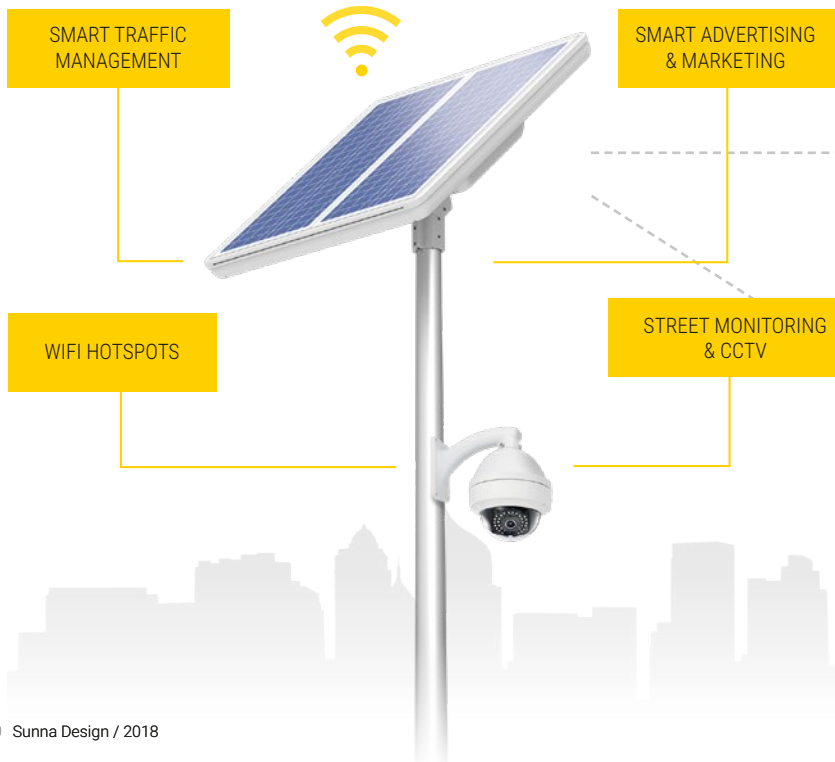 SMART TRAFFIC
MANAGEMENT
SMART ADVERTISING
& MARKETING
WIFI HOTSPOTS
STREET MONITORING
& CCTV
Sunna Design / 2018